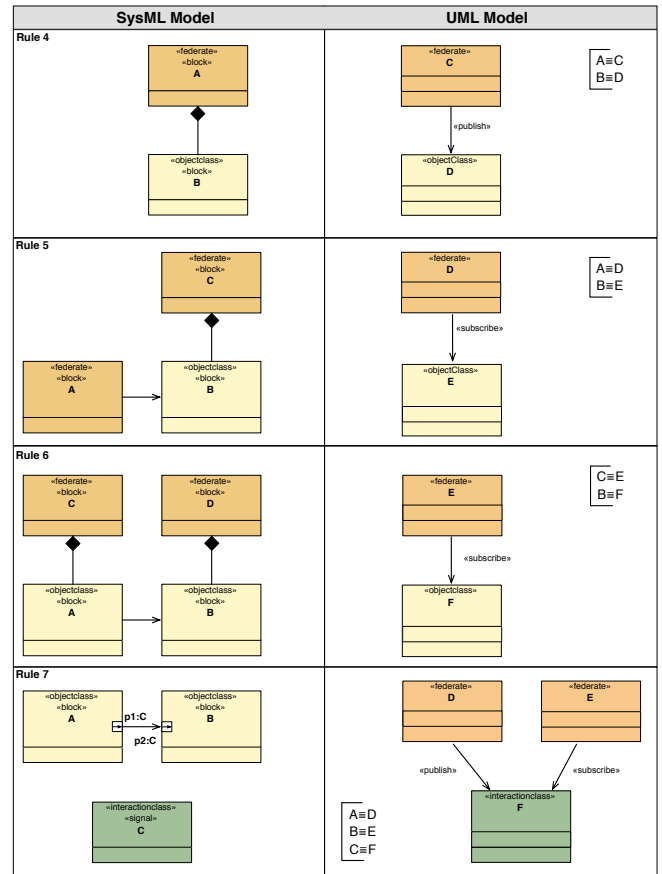 SysML Model
UML Model
Rule 4
«federate»
«block»
A
«objectclass»
«block»
B
«federate»
C
«publish»
«objectClass»
D
A≡C
B≡D
Rule 5
«federate»
«block»
C
«federate»
«block»
A
«objectclass»
«block»
B
«federate»
D
«subscribe»
«objectClass»
E
A≡D
B≡E
Rule 6
«federate»
«block»
C
«federate»
«block»
D
«objectclass»
«block»
A
«objectclass»
«block»
B
«federate»
E
«subscribe»
«objectclass»
F
C≡E
B≡F
Rule 7
«objectclass»
«block»
A
p1:C
p2:C
«objectclass»
«block»
B
«interactionclass»
«signal»
C
«federate»
D
«federate»
E
«publish»
«subscribe»
«interactionclass»
F
A≡D
B≡E
C≡F